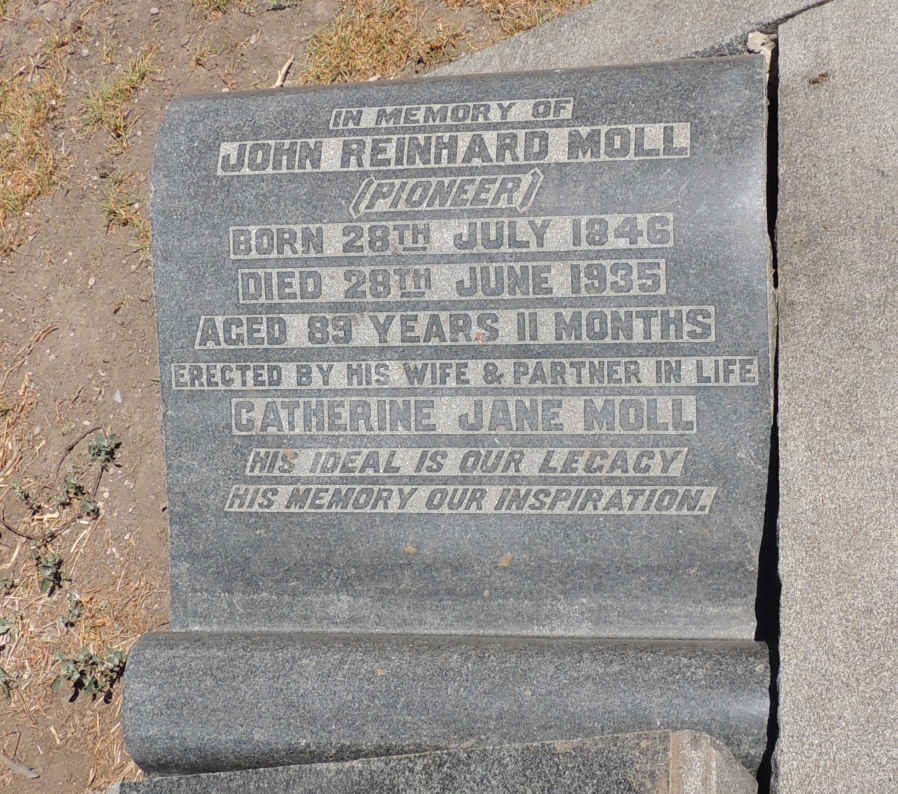 IN MEMORY OF
JOHN REINHARD MOLL
(PIONEER)
BORN 28TH JULY 1846
DIED 28TH JUNE 1935
AGED 89 YEARS 11 MONTHS
ERECTED BY HIS WIFE & PARTNER IN LIFE
CATHERINE JANE MOLL
HIS IDEAL IS OUR LEGACY
HIS MEMORY OUR INSPIRATION.